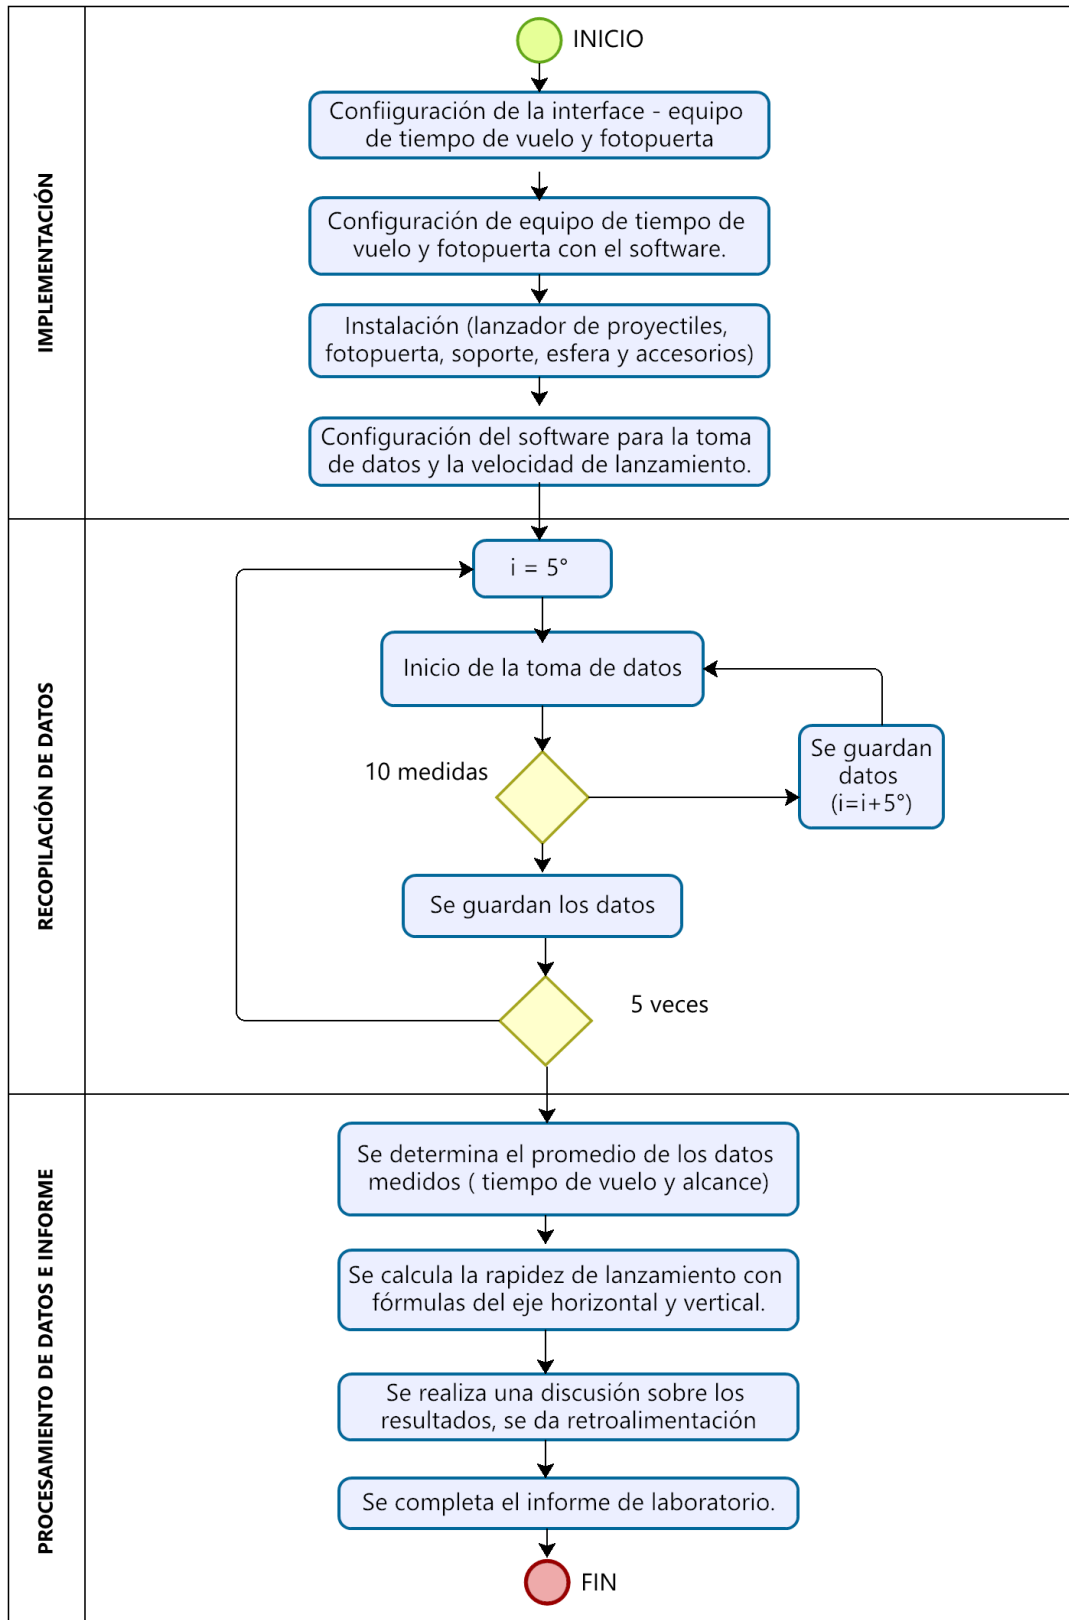 INICIO
Confiiguración de la interface - equipo
de tiempo de vuelo y fotopuerta
Configuración de equipo de tiempo de
vuelo y fotopuerta con el software.
Instalación (lanzador de proyectiles,
fotopuerta, soporte, esfera y accesorios)
Configuración del software para la toma
de datos y la velocidad de lanzamiento.
IMPLEMENTACIÓN
i = 5°
Inicio de la toma de datos
10 medidas
Se guardan
datos
(i=i+5°)
Se guardan los datos
5 veces
RECOPILACIÓN DE DATOS
Se determina el promedio de los datos
medidos ( tiempo de vuelo y alcance)
Se calcula la rapidez de lanzamiento con
fórmulas del eje horizontal y vertical.
Se realiza una discusión sobre los
resultados, se da retroalimentación
Se completa el informe de laboratorio.
FIN
PROCESAMIENTO DE DATOS E INFORME